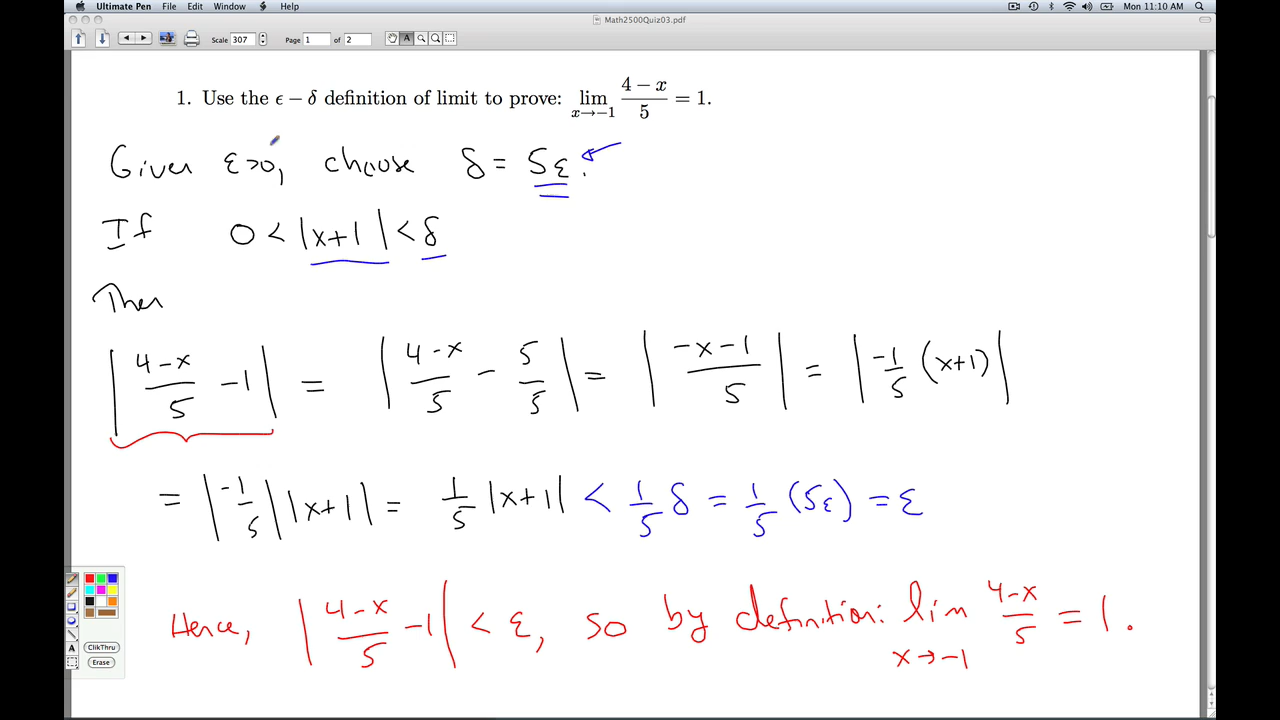 Ultimate Pen File Edit Window Help Mon 11:10 AM
Math2500Quiz03.pdf
Scale 307 Page 1 of 2 A
1. Use the ϵ − δ definition of limit to prove: lim x→−1 (4 − x)/5 = 1.
Given ε>0, choose δ = 5ε.
If 0 < |x+1| < δ
Then
|(4-x)/5 - 1| = |(4-x)/5 - 5/5| = |(-x-1)/5| = |-1/5 (x+1)|
= |-1/5| |x+1| = 1/5 |x+1| < 1/5 δ = 1/5 (5ε) = ε
Hence, |(4-x)/5 - 1| < ε, so by definition: lim x→-1 (4-x)/5 = 1.
ClikThru
A
Erase